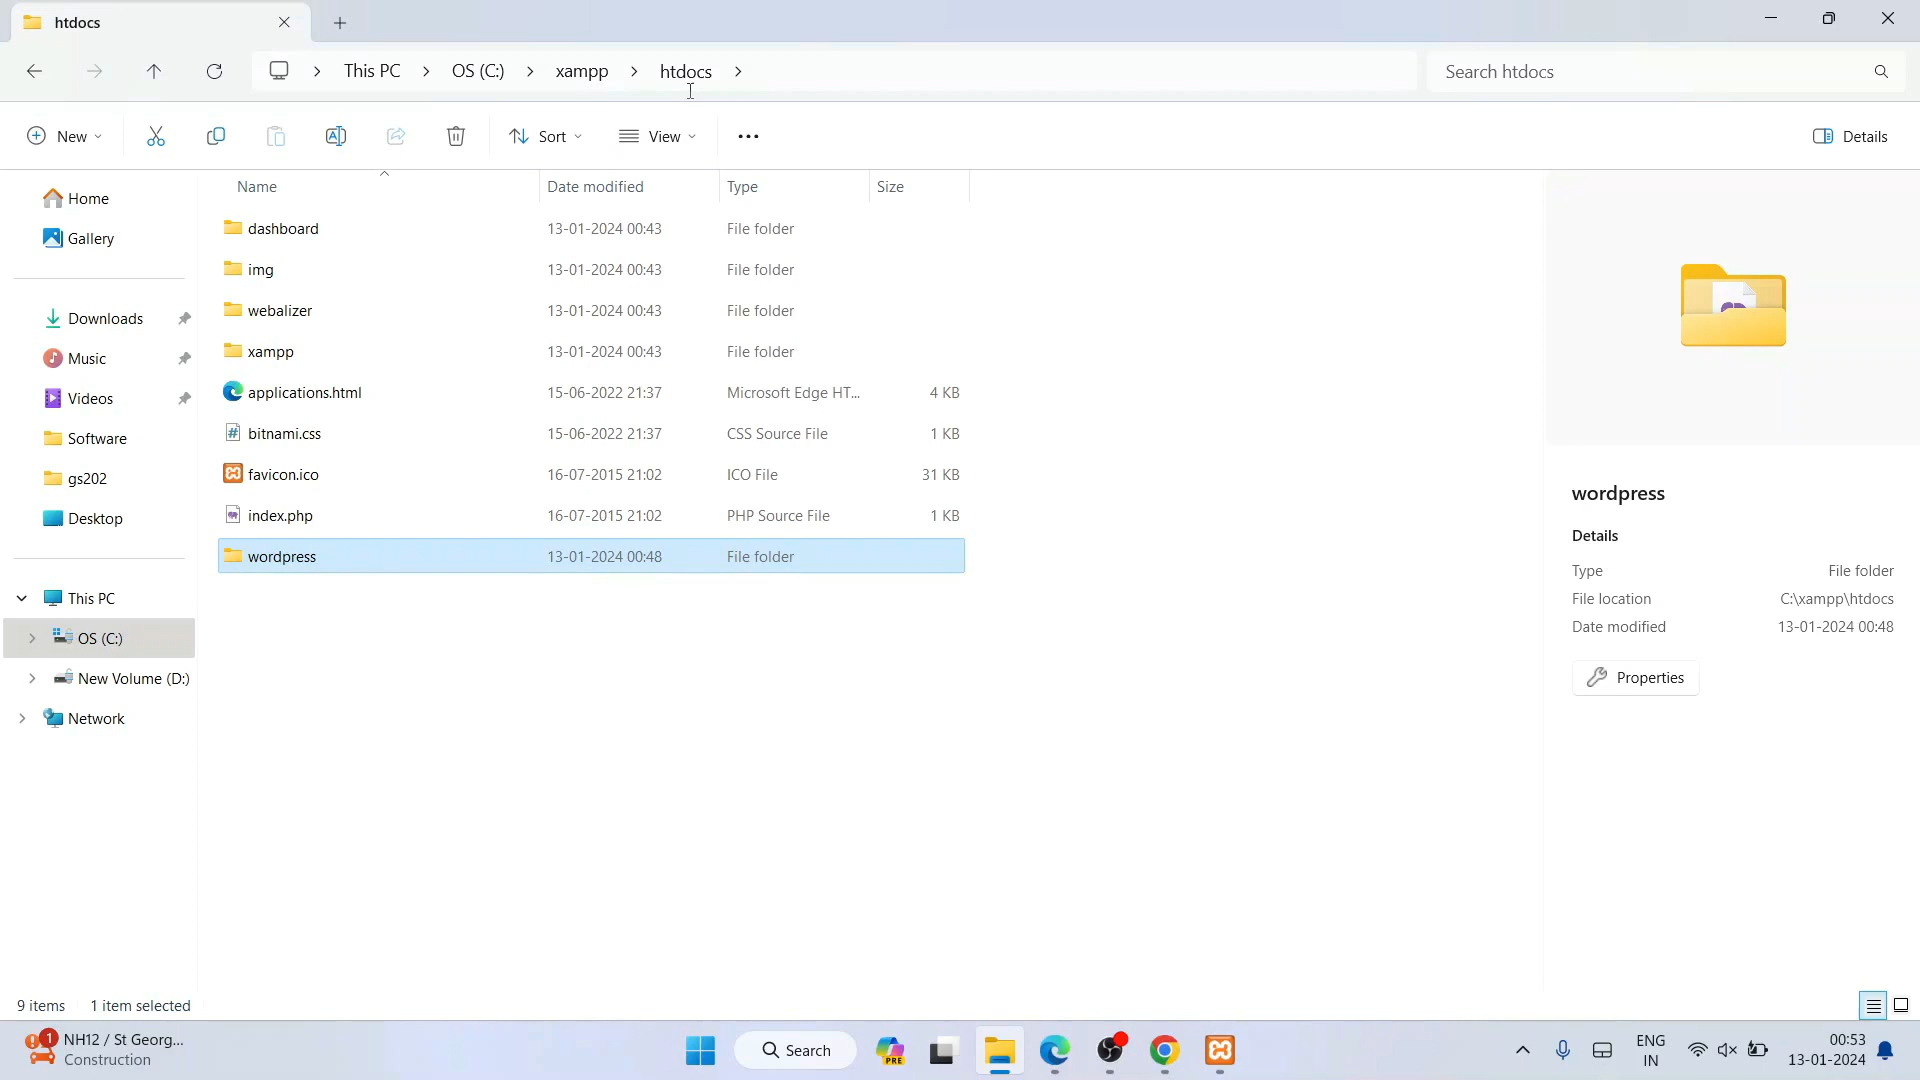 htdocs
This PC OS (C:) xampp htdocs
Search htdocs
New Sort View Details
Name Date modified Type Size
Home
Gallery
Downloads
Music
Videos
Software
gs202
Desktop
This PC
OS (C:)
New Volume (D:)
Network
dashboard 13-01-2024 00:43 File folder
img 13-01-2024 00:43 File folder
webalizer 13-01-2024 00:43 File folder
xampp 13-01-2024 00:43 File folder
applications.html 15-06-2022 21:37 Microsoft Edge HT... 4 KB
bitnami.css 15-06-2022 21:37 CSS Source File 1 KB
favicon.ico 16-07-2015 21:02 ICO File 31 KB
index.php 16-07-2015 21:02 PHP Source File 1 KB
wordpress 13-01-2024 00:48 File folder
wordpress
Details
Type File folder
File location C:\xampp\htdocs
Date modified 13-01-2024 00:48
Properties
9 items 1 item selected
1 NH12 / St Georg...
Construction
Search
PRE
ENG
IN
00:53
13-01-2024